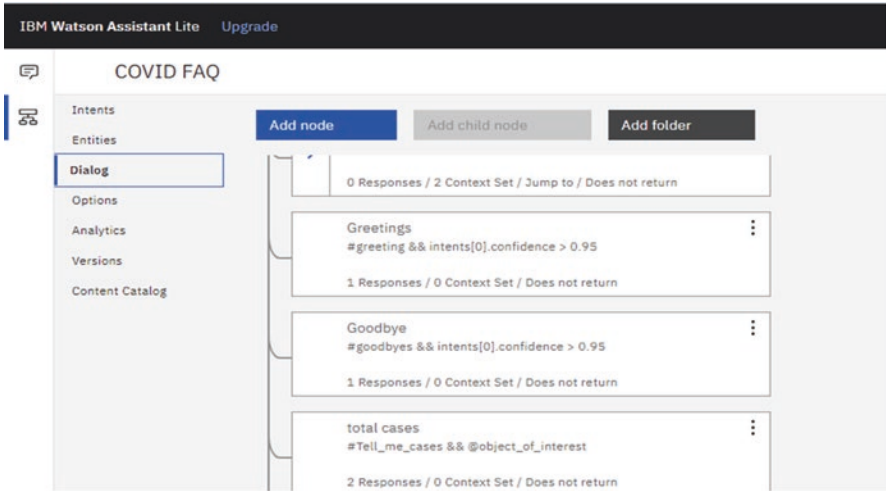 IBM Watson Assistant Lite Upgrade
COVID FAQ
Intents
Entities
Dialog
Options
Analytics
Versions
Content Catalog
Add node Add child node Add folder
0 Responses / 2 Context Set / Jump to / Does not return
Greetings
#greeting && intents[0].confidence > 0.95
1 Responses / 0 Context Set / Does not return
Goodbye
#goodbyes && intents[0].confidence > 0.95
1 Responses / 0 Context Set / Does not return
total cases
#Tell_me_cases && @object_of_interest
2 Responses / 0 Context Set / Does not return